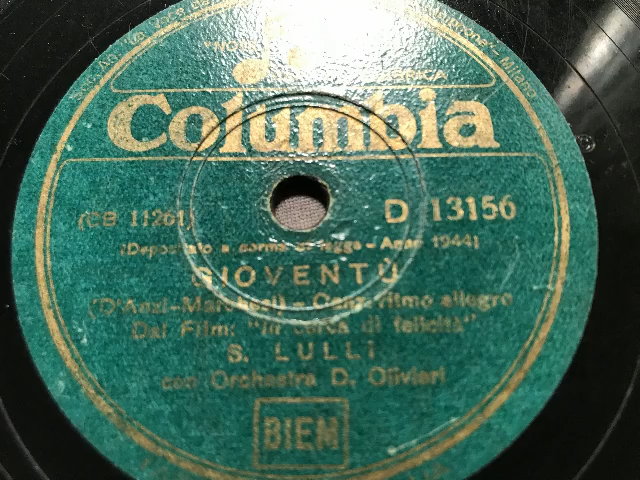 Columbia
(CB 11261) D 13156
(Depositato a norma di legge - Anno 1944)
GIOVENTÙ
(D'Anzi-Marchesi) - Canz. ritmo allegro
Dal Film: "In cerca di felicità"
S. LULLI
con Orchestra D. Olivieri
BIEM